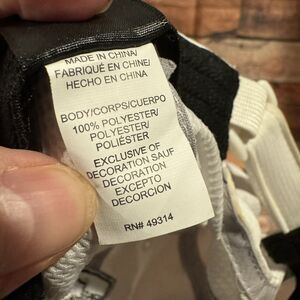 MADE IN CHINA/
FABRIQUÉ EN CHINE/
HECHO EN CHINA
BODY/CORPS/CUERPO
100% POLYESTER/
POLYESTER/
POLIÉSTER
EXCLUSIVE OF
DECORATION SAUF
DECORATION
EXCEPTO
DECORCION
RN# 49314